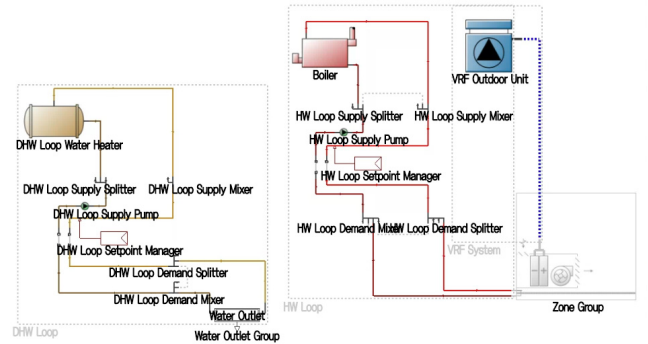 DHW Loop Water Heater
DHW Loop Supply Splitter
DHW Loop Supply Mixer
DHW Loop Supply Pump
DHW Loop Setpoint Manager
DHW Loop Demand Splitter
DHW Loop Demand Mixer
Water Outlet
Water Outlet Group
DHW Loop
Boiler
VRF Outdoor Unit
HW Loop Supply Splitter
HW Loop Supply Mixer
HW Loop Supply Pump
HW Loop Setpoint Manager
HW Loop Demand Mixer
HW Loop Demand Splitter
VRF System
HW Loop
Zone Group